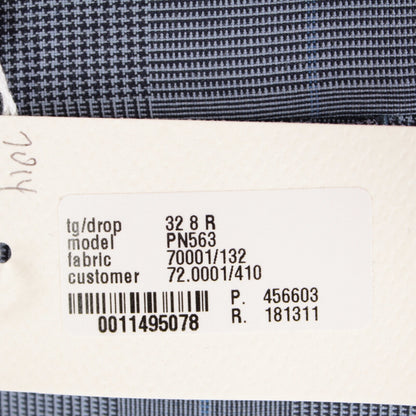 tg/drop 32 8 R
model PN563
fabric 70001/132
customer 72.0001/410
P. 456603
0011495078 R. 181311